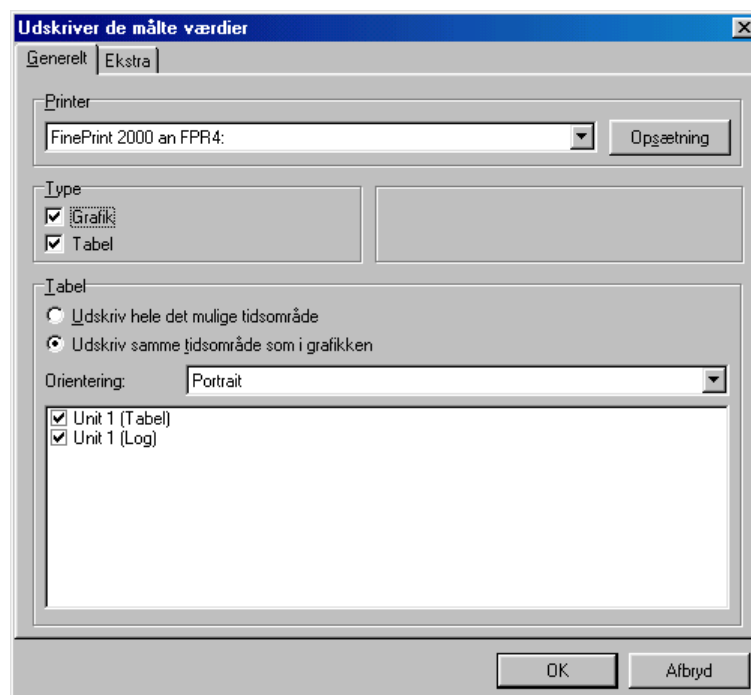 Udskriver de målte værdier
Generelt Ekstra
Printer
FinePrint 2000 an FPR4: Opsætning
Type
Grafik
Tabel
Tabel
Udskriv hele det mulige tidsområde
Udskriv samme tidsområde som i grafikken
Orientering: Portrait
Unit 1 (Tabel)
Unit 1 (Log)
OK Afbryd